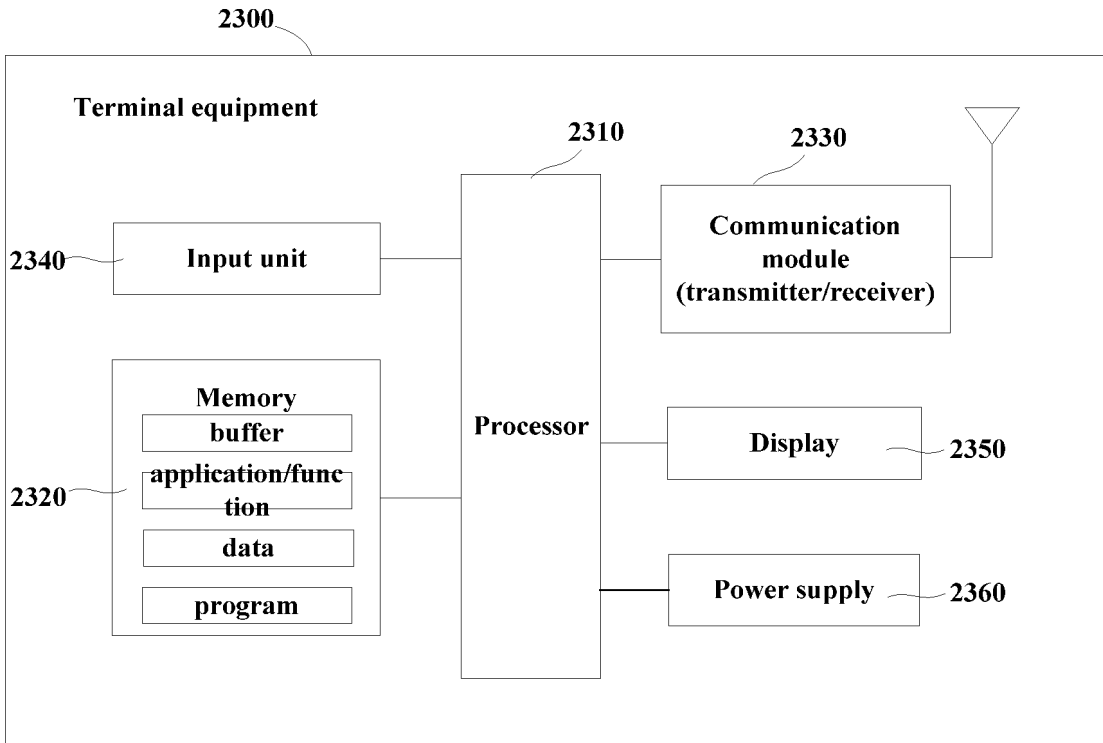 2300
Terminal equipment
2310
2330
Communication
module
(transmitter/receiver)
2340
Input unit
Memory
buffer
application/func
tion
data
program
2320
Processor
Display
2350
Power supply
2360